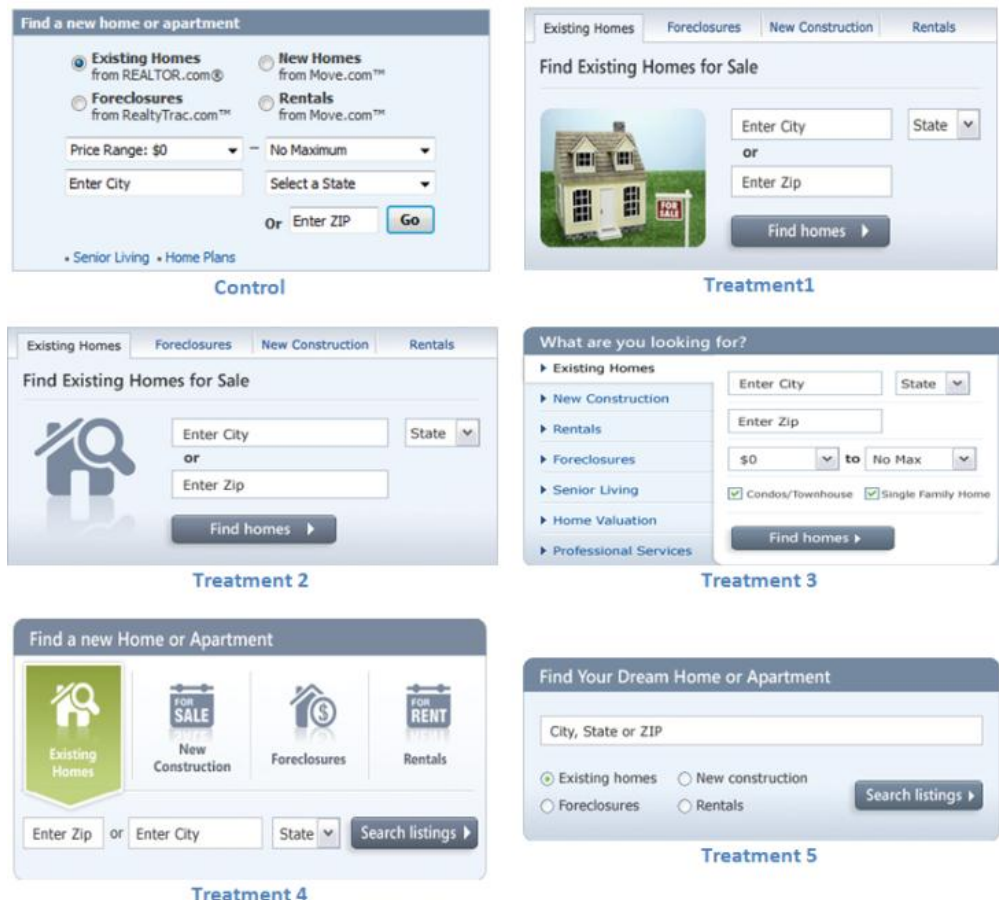 Find a new home or apartment
Existing Homes
from REALTOR.com®
New Homes
from Move.com™
Foreclosures
from RealtyTrac.com™
Rentals
from Move.com™
Price Range: $0 – No Maximum
Enter City Select a State
Or Enter ZIP Go
Senior Living Home Plans
Control
Existing Homes Foreclosures New Construction Rentals
Find Existing Homes for Sale
FOR SALE
Enter City State
or
Enter Zip
Find homes
Treatment1
Existing Homes Foreclosures New Construction Rentals
Find Existing Homes for Sale
Enter City State
or
Enter Zip
Find homes
Treatment 2
What are you looking for?
Existing Homes
New Construction
Rentals
Foreclosures
Senior Living
Home Valuation
Professional Services
Enter City State
Enter Zip
$0 to No Max
Condos/Townhouse Single Family Home
Find homes
Treatment 3
Find a new Home or Apartment
Existing
Homes
FOR
SALE
New
Construction
$
Foreclosures
FOR
RENT
Rentals
Enter Zip or Enter City State Search listings
Treatment 4
Find Your Dream Home or Apartment
City, State or ZIP
Existing homes New construction
Foreclosures Rentals
Search listings
Treatment 5